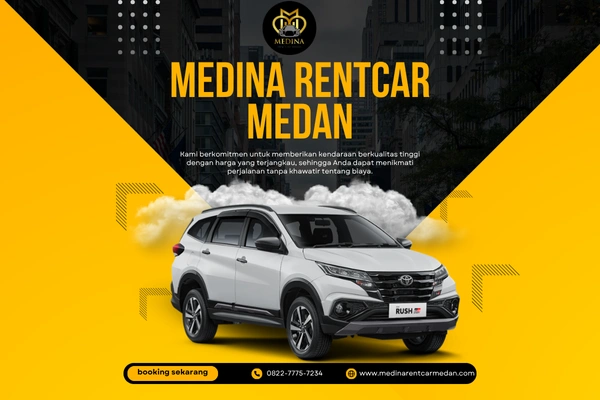 MEDINA
MEDINA RENTCAR
MEDAN
Kami berkomitmen untuk memberikan kendaraan berkualitas tinggi
dengan harga yang terjangkau, sehingga Anda dapat menikmati
perjalanan tanpa khawatir tentang biaya.
RUSH GR
booking sekarang
0822-7775-7234
www.medinarentcarmedan.com